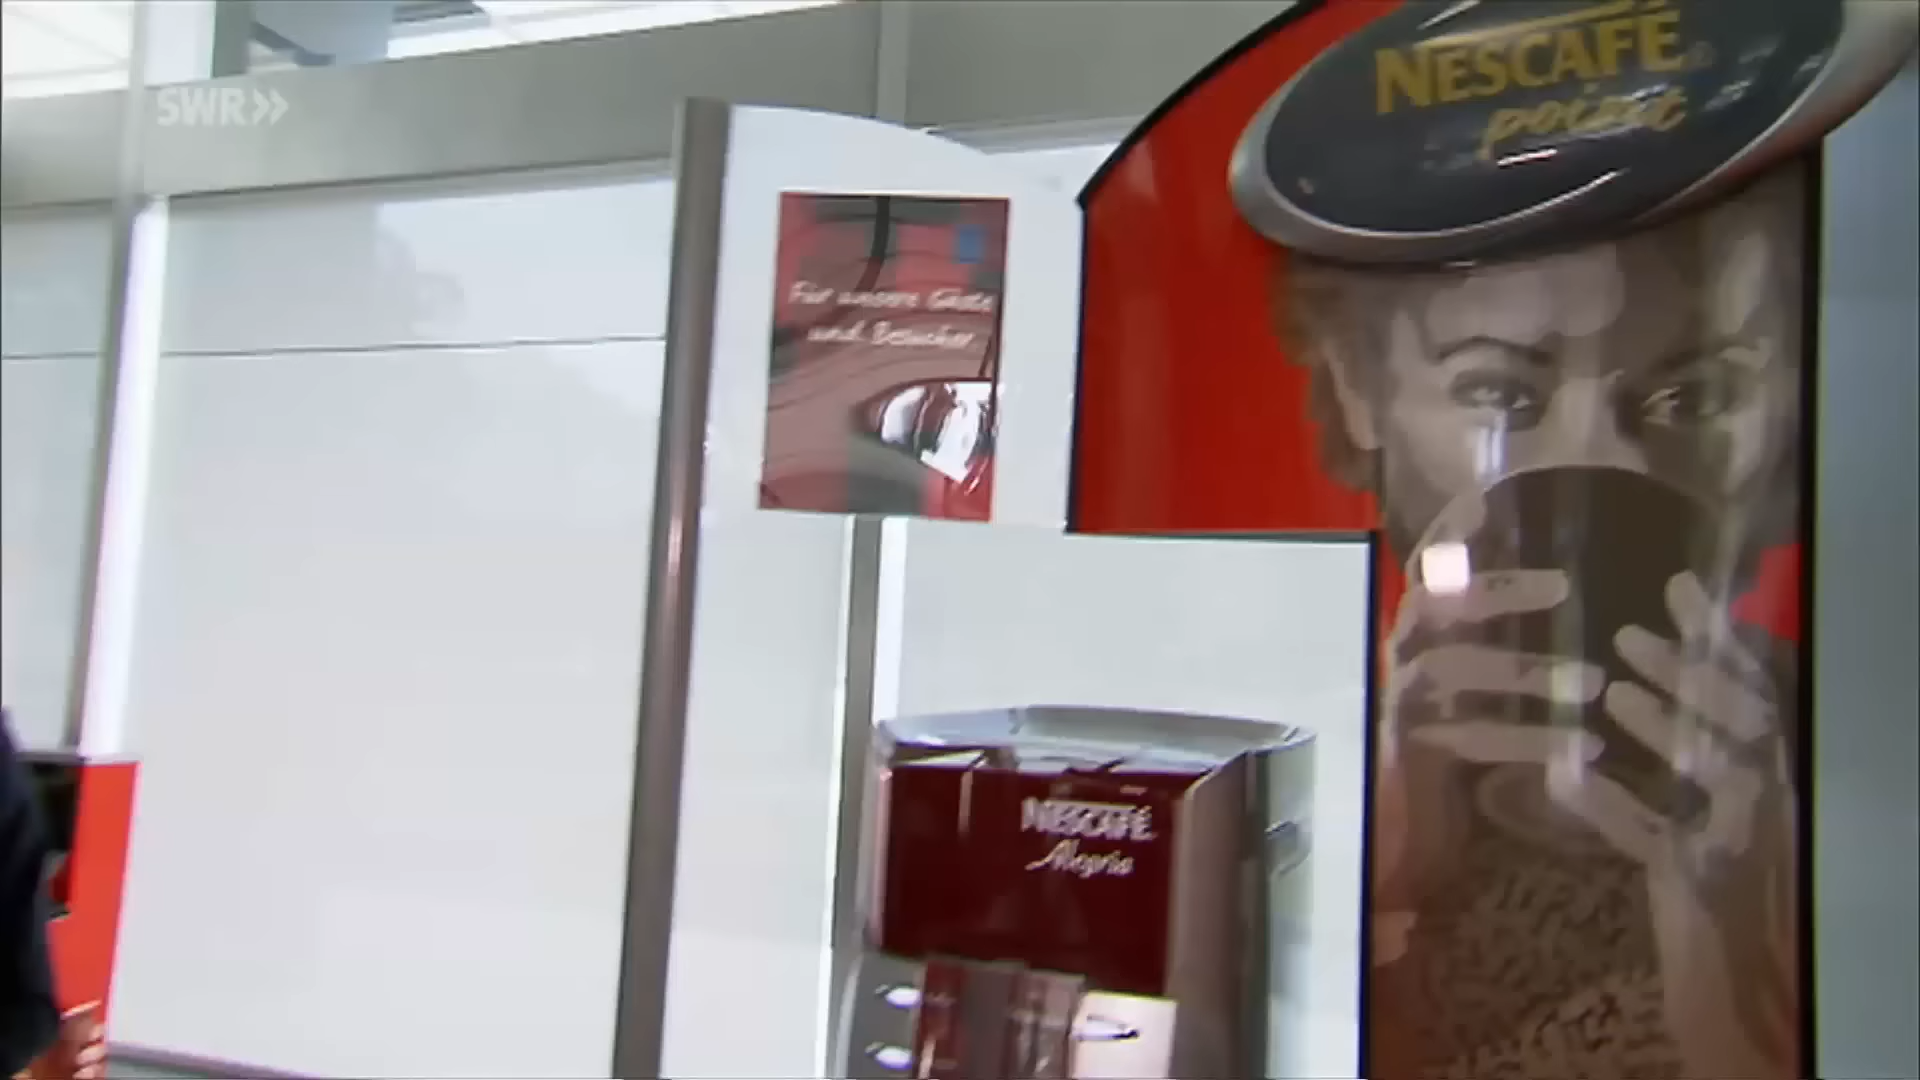 SWR»
NESCAFÉ®
point
Für unsere Gäste
und Besucher
NESCAFÉ
Alegria